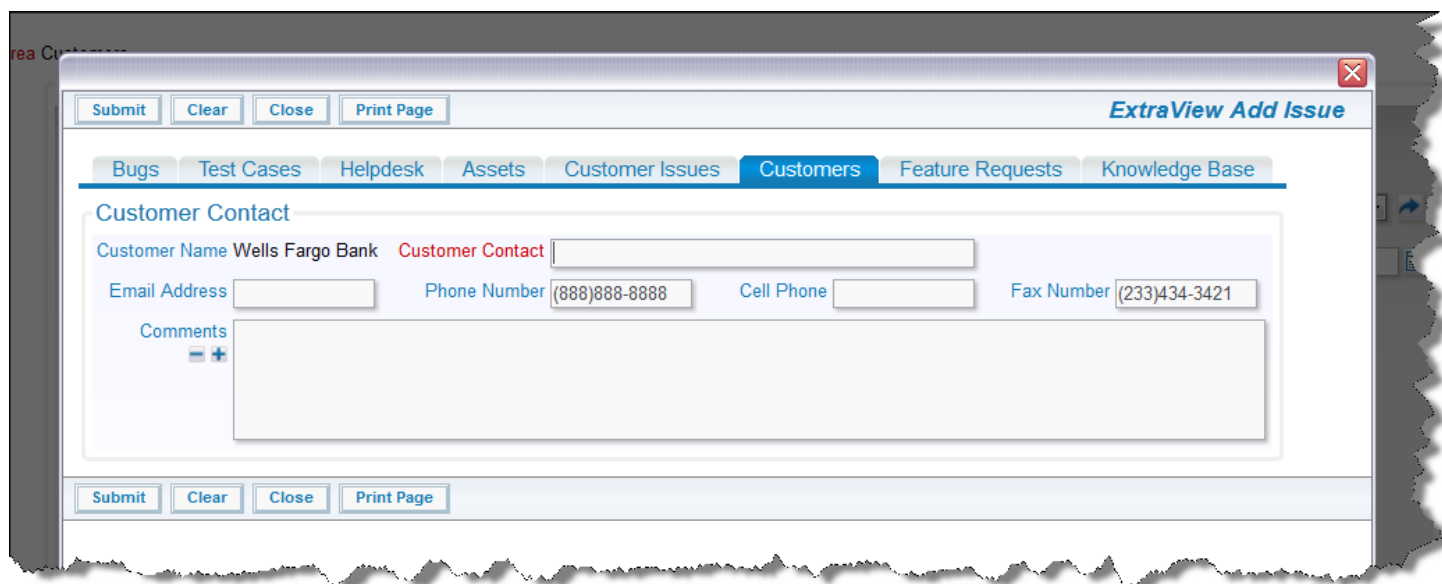 rea Customers
Submit Clear Close Print Page ExtraView Add Issue
Bugs Test Cases Helpdesk Assets Customer Issues Customers Feature Requests Knowledge Base
Customer Contact
Customer Name Wells Fargo Bank Customer Contact
Email Address Phone Number (888)888-8888 Cell Phone Fax Number (233)434-3421
Comments
Submit Clear Close Print Page